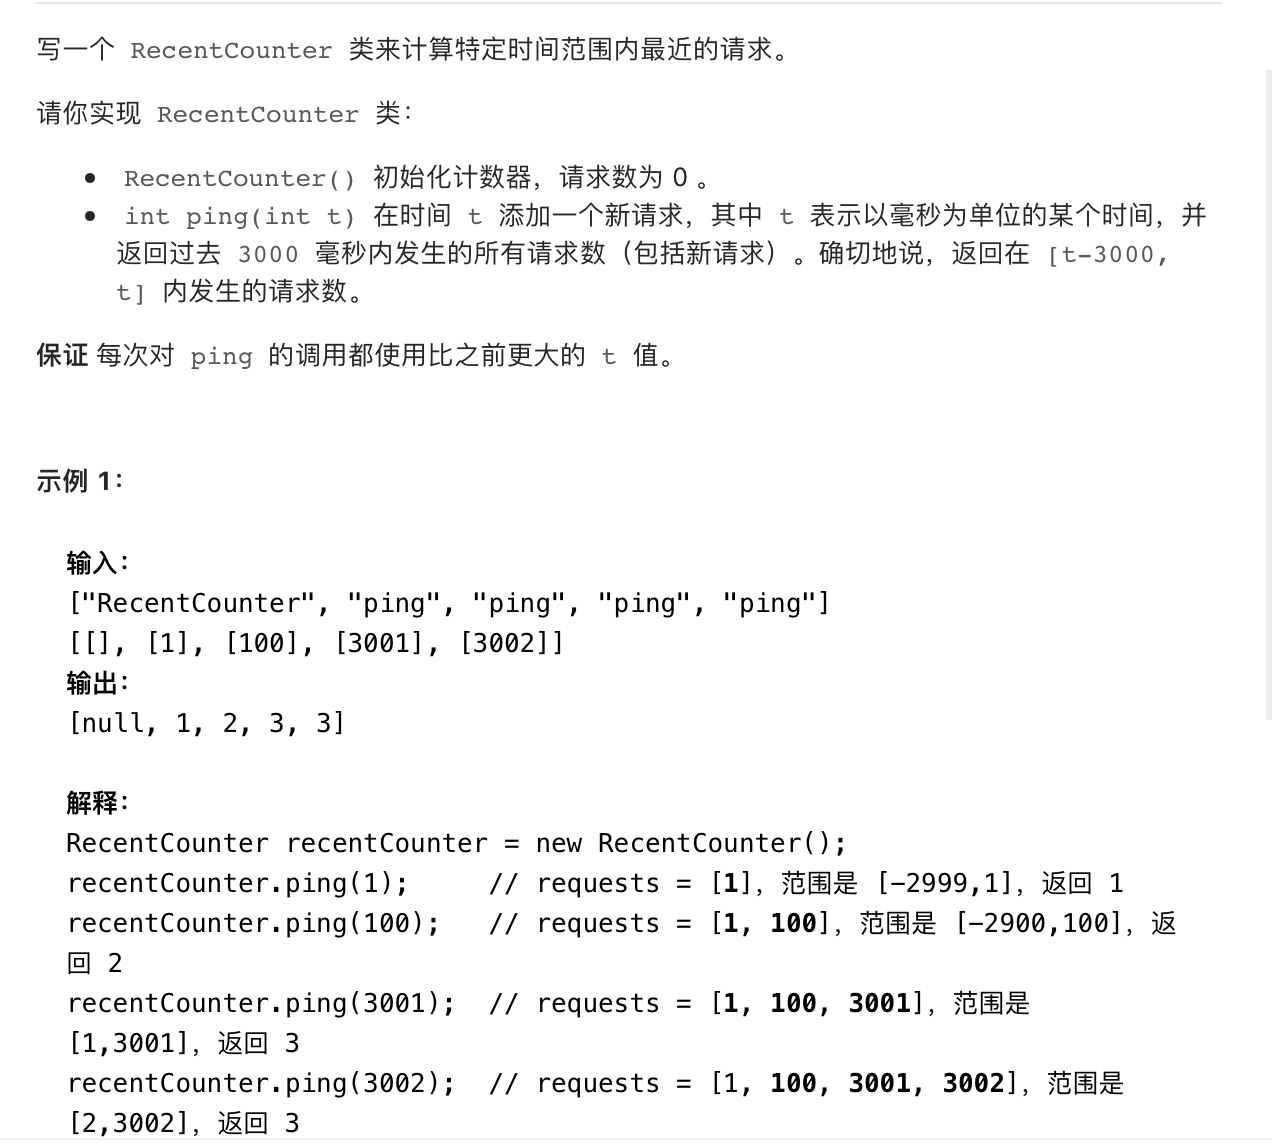 写一个 RecentCounter 类来计算特定时间范围内最近的请求。
请你实现 RecentCounter 类：
• RecentCounter() 初始化计数器，请求数为 0 。
• int ping(int t) 在时间 t 添加一个新请求，其中 t 表示以毫秒为单位的某个时间，并
返回过去 3000 毫秒内发生的所有请求数（包括新请求）。确切地说，返回在 [t-3000,
t] 内发生的请求数。
保证 每次对 ping 的调用都使用比之前更大的 t 值。
示例 1：
输入：
["RecentCounter", "ping", "ping", "ping", "ping"]
[[], [1], [100], [3001], [3002]]
输出：
[null, 1, 2, 3, 3]
解释：
RecentCounter recentCounter = new RecentCounter();
recentCounter.ping(1);     // requests = [1]，范围是 [-2999,1]，返回 1
recentCounter.ping(100);   // requests = [1, 100]，范围是 [-2900,100]，返
回 2
recentCounter.ping(3001);  // requests = [1, 100, 3001]，范围是
[1,3001]，返回 3
recentCounter.ping(3002);  // requests = [1, 100, 3001, 3002]，范围是
[2,3002]，返回 3